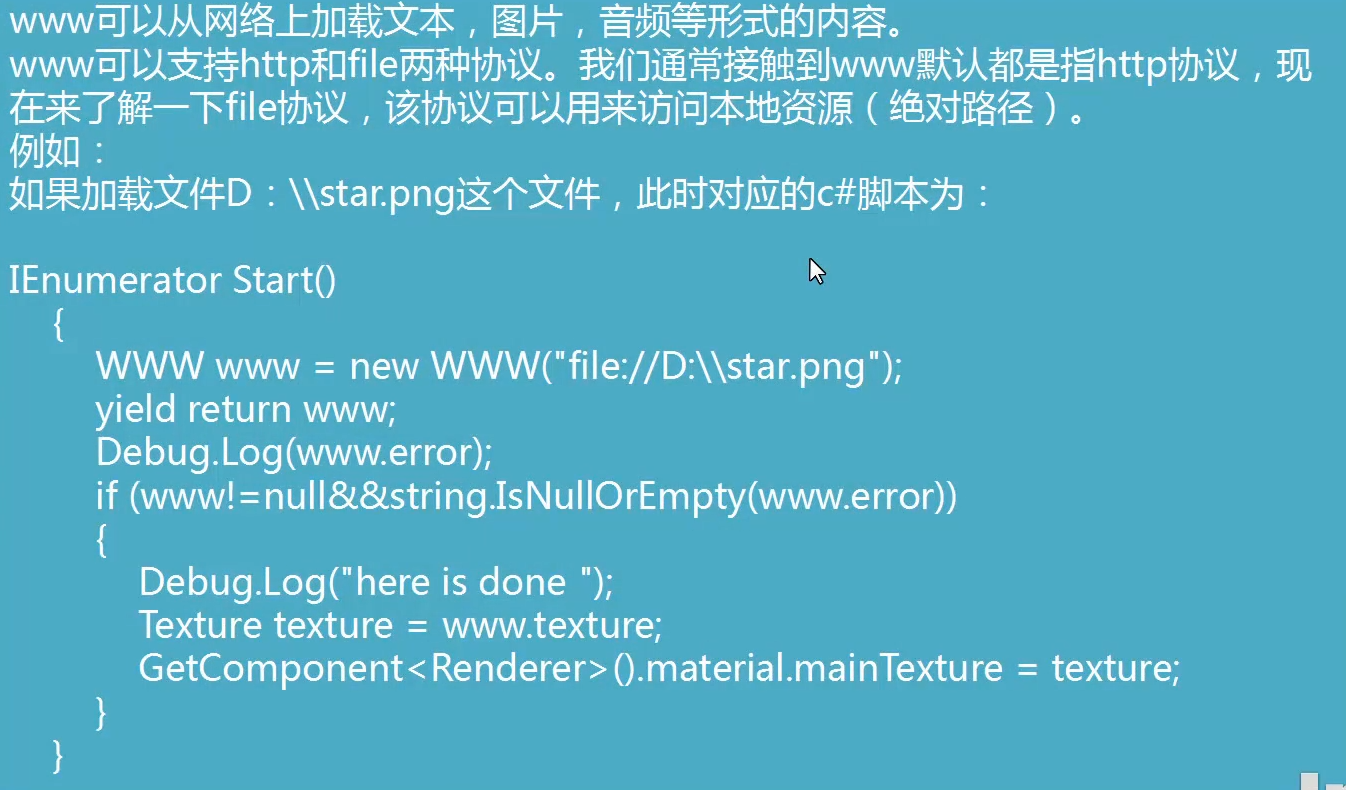 www可以从网络上加载文本，图片，音频等形式的内容。
www可以支持http和file两种协议。我们通常接触到www默认都是指http协议，现
在来了解一下file协议，该协议可以用来访问本地资源（绝对路径）。
例如：
如果加载文件D：\\star.png这个文件，此时对应的c#脚本为：
IEnumerator Start()
{
WWW www = new WWW("file://D:\\star.png");
yield return www;
Debug.Log(www.error);
if (www!=null&&string.IsNullOrEmpty(www.error))
{
Debug.Log("here is done ");
Texture texture = www.texture;
GetComponent<Renderer>().material.mainTexture = texture;
}
}